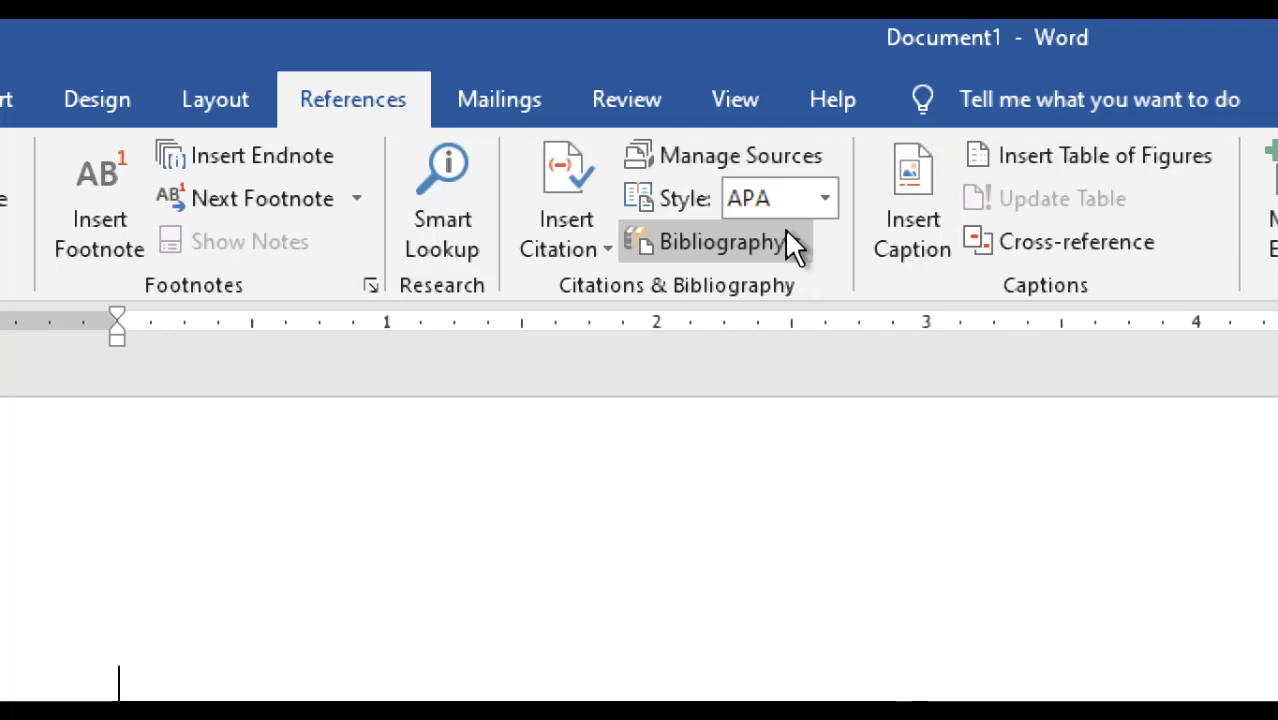 Document1 - Word
rt Design Layout References Mailings Review View Help Tell me what you want to do
AB1 Insert Endnote Manage Sources Insert Table of Figures
e AB1 Next Footnote Style: APA Update Table
Insert Footnote Show Notes Smart Lookup Insert Citation Bibliography Insert Caption Cross-reference
Footnotes Research Citations & Bibliography Captions
1 2 3 4